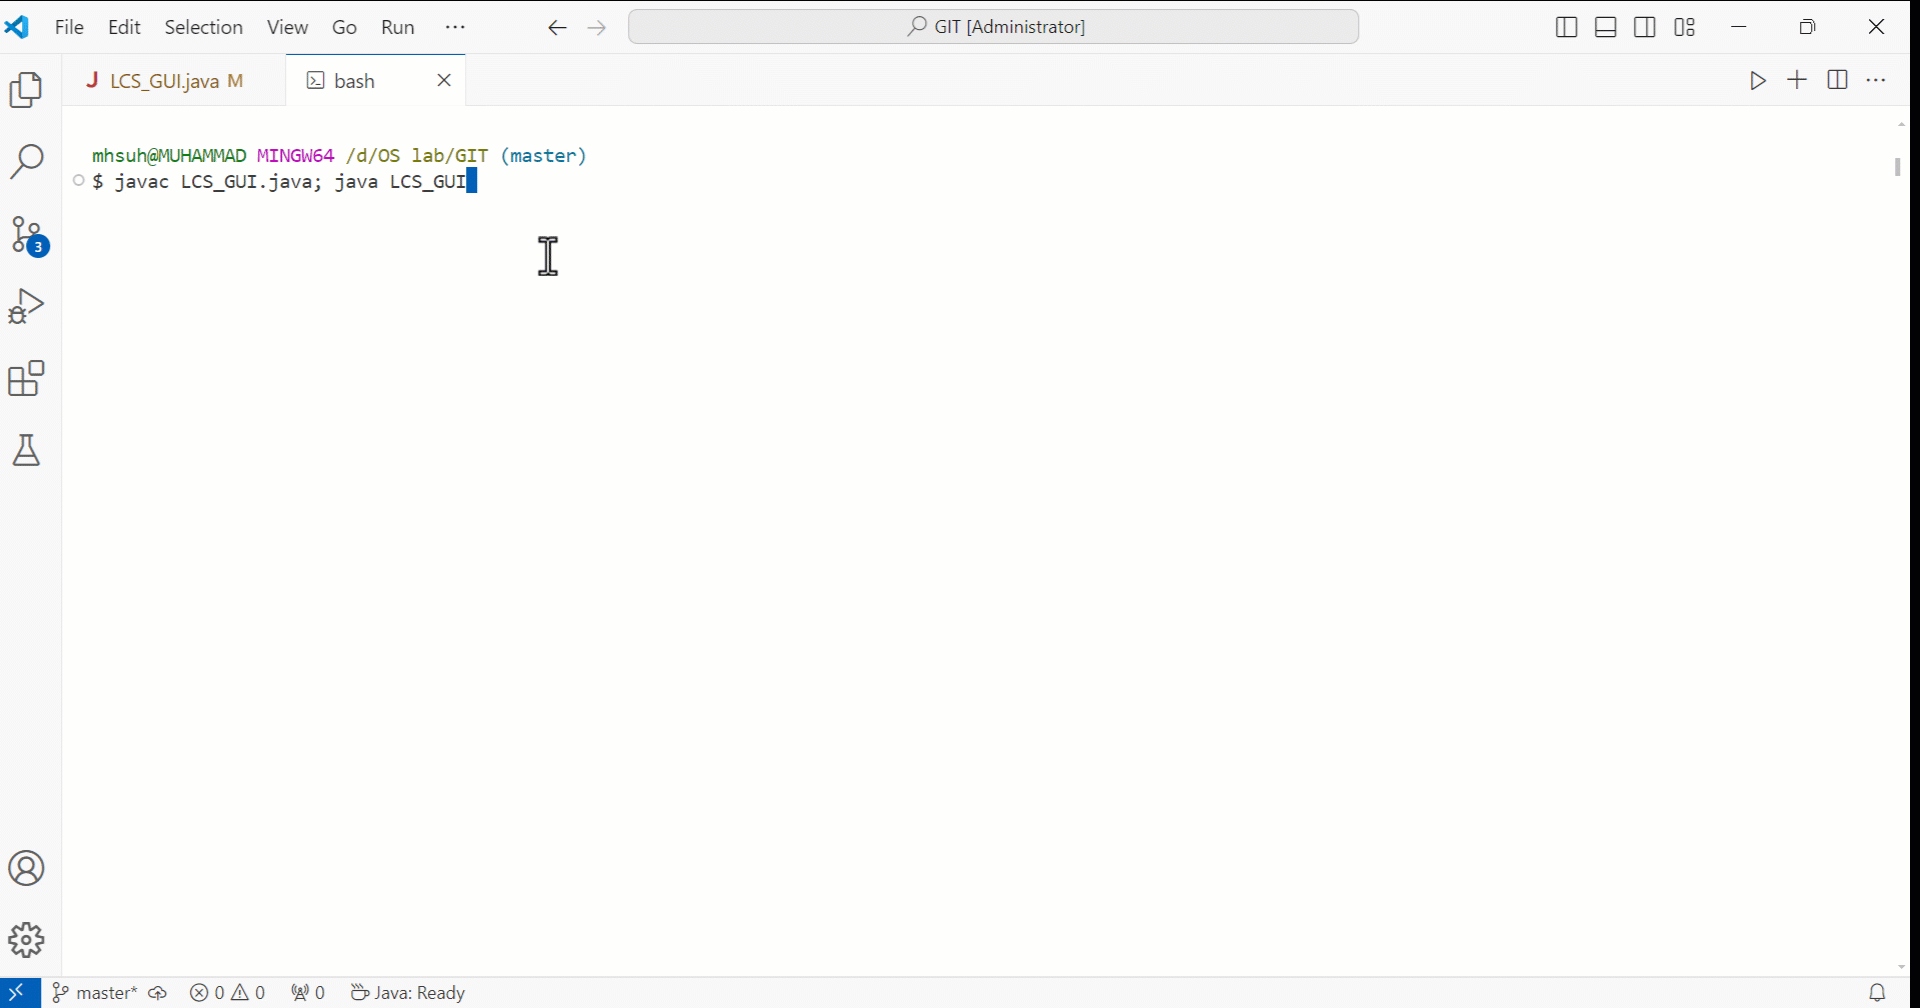 File Edit Selection View Go Run ···
GIT [Administrator]
J LCS_GUI.java M
bash
mhsuh@MUHAMMAD MINGW64 /d/OS lab/GIT (master)
$ javac LCS_GUI.java; java LCS_GUI
3
master* 0 0 0 Java: Ready